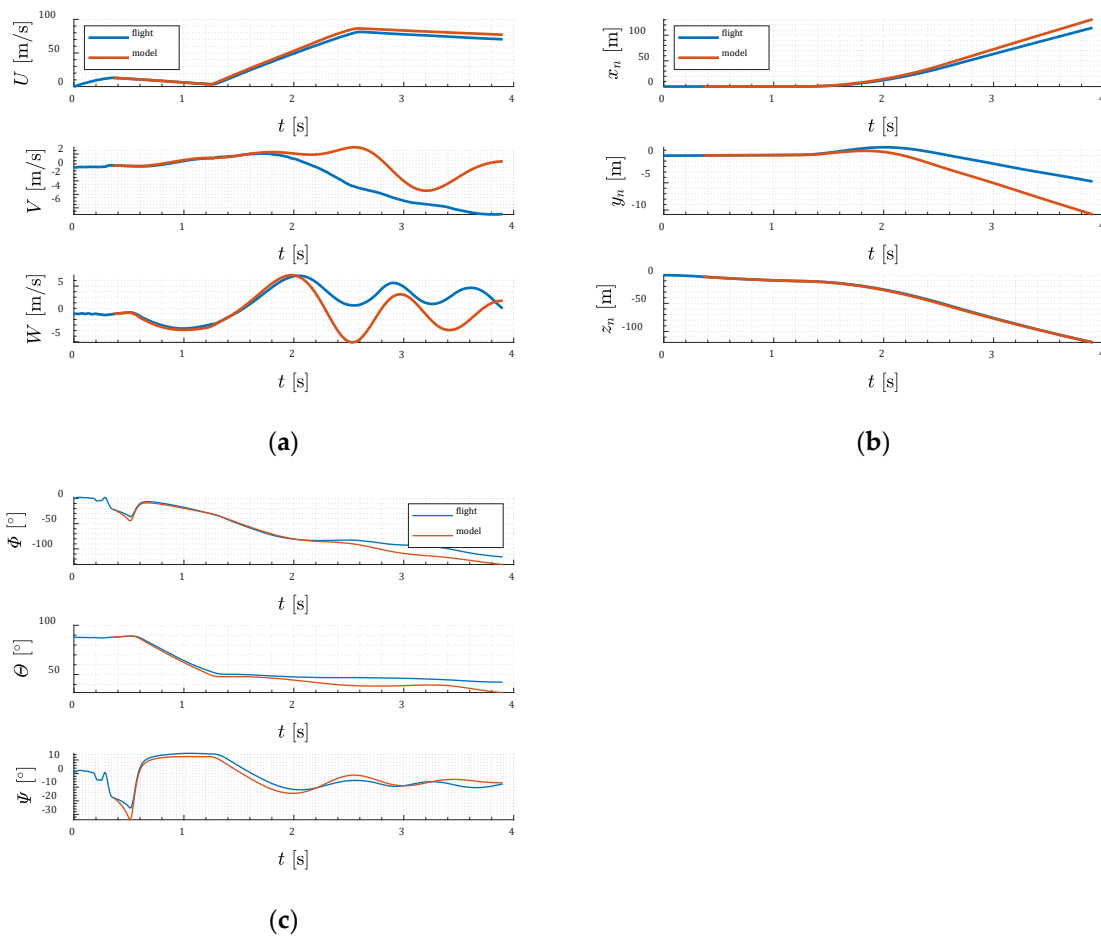 100
50
0
U [m/s]
flight
model
0 1 2 3 4
t [s]
2
0
-2
-4
-6
V [m/s]
0 1 2 3 4
t [s]
5
0
-5
W [m/s]
0 1 2 3 4
t [s]
(a)
100
50
0
x_n [m]
flight
model
0 1 2 3 4
t [s]
0
-5
-10
y_n [m]
0 1 2 3 4
t [s]
0
-50
-100
z_n [m]
0 1 2 3 4
t [s]
(b)
0
-50
-100
Φ [°]
flight
model
0 1 2 3 4
t [s]
100
50
Θ [°]
0 1 2 3 4
t [s]
10
0
-10
-20
-30
Ψ [°]
0 1 2 3 4
t [s]
(c)